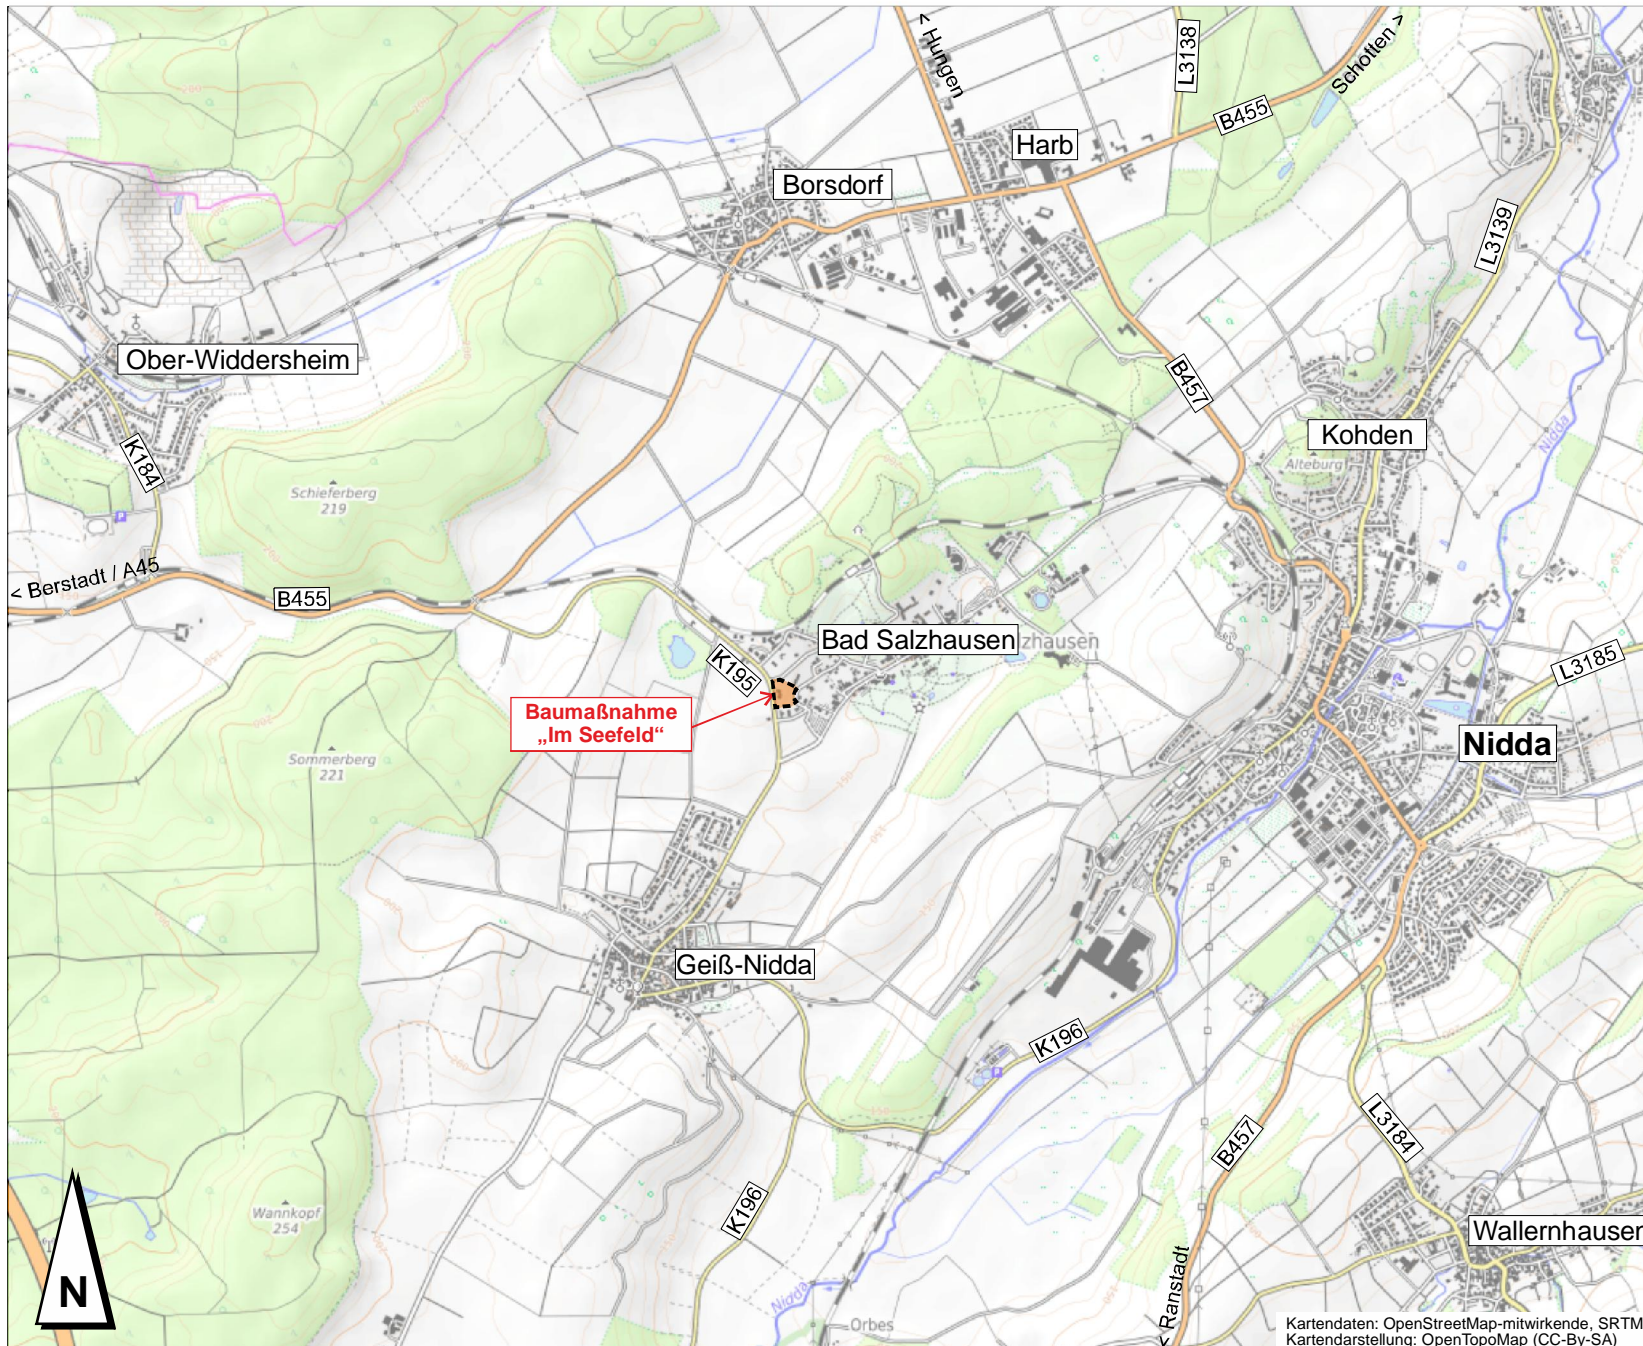 < Hungen
L3138
Schotten >
B455
Harb
Borsdorf
L3139
Ober-Widdersheim
B457
Kohden
Alteburg
Nidda
K184
Schieferberg
219
< Berstadt / A45
B455
Bad Salzhausen
lzhausen
K195
L3185
Baumaßnahme
„Im Seefeld“
Nidda
Sommerberg
221
Geiß-Nidda
K196
L3184
B457
K196
Wannkopf
254
Wallernhausen
< Ranstadt
Nidda
Orbes
N
Kartendaten: OpenStreetMap-mitwirkende, SRTM
Kartendarstellung: OpenTopoMap (CC-By-SA)